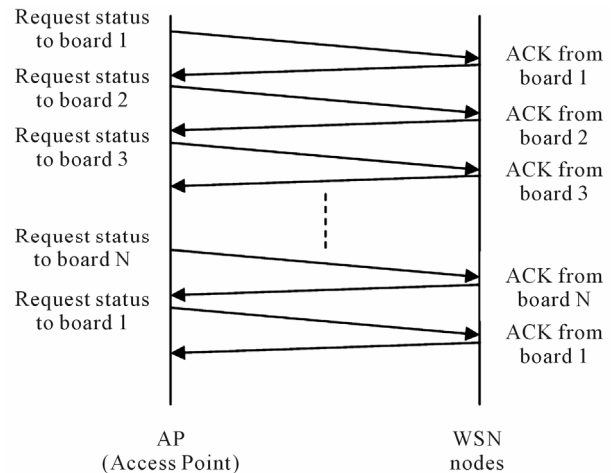 Request status
to board 1
ACK from
board 1
Request status
to board 2
ACK from
board 2
Request status
to board 3
ACK from
board 3
Request status
to board N
ACK from
board N
Request status
to board 1
ACK from
board 1
AP
(Access Point)
WSN
nodes